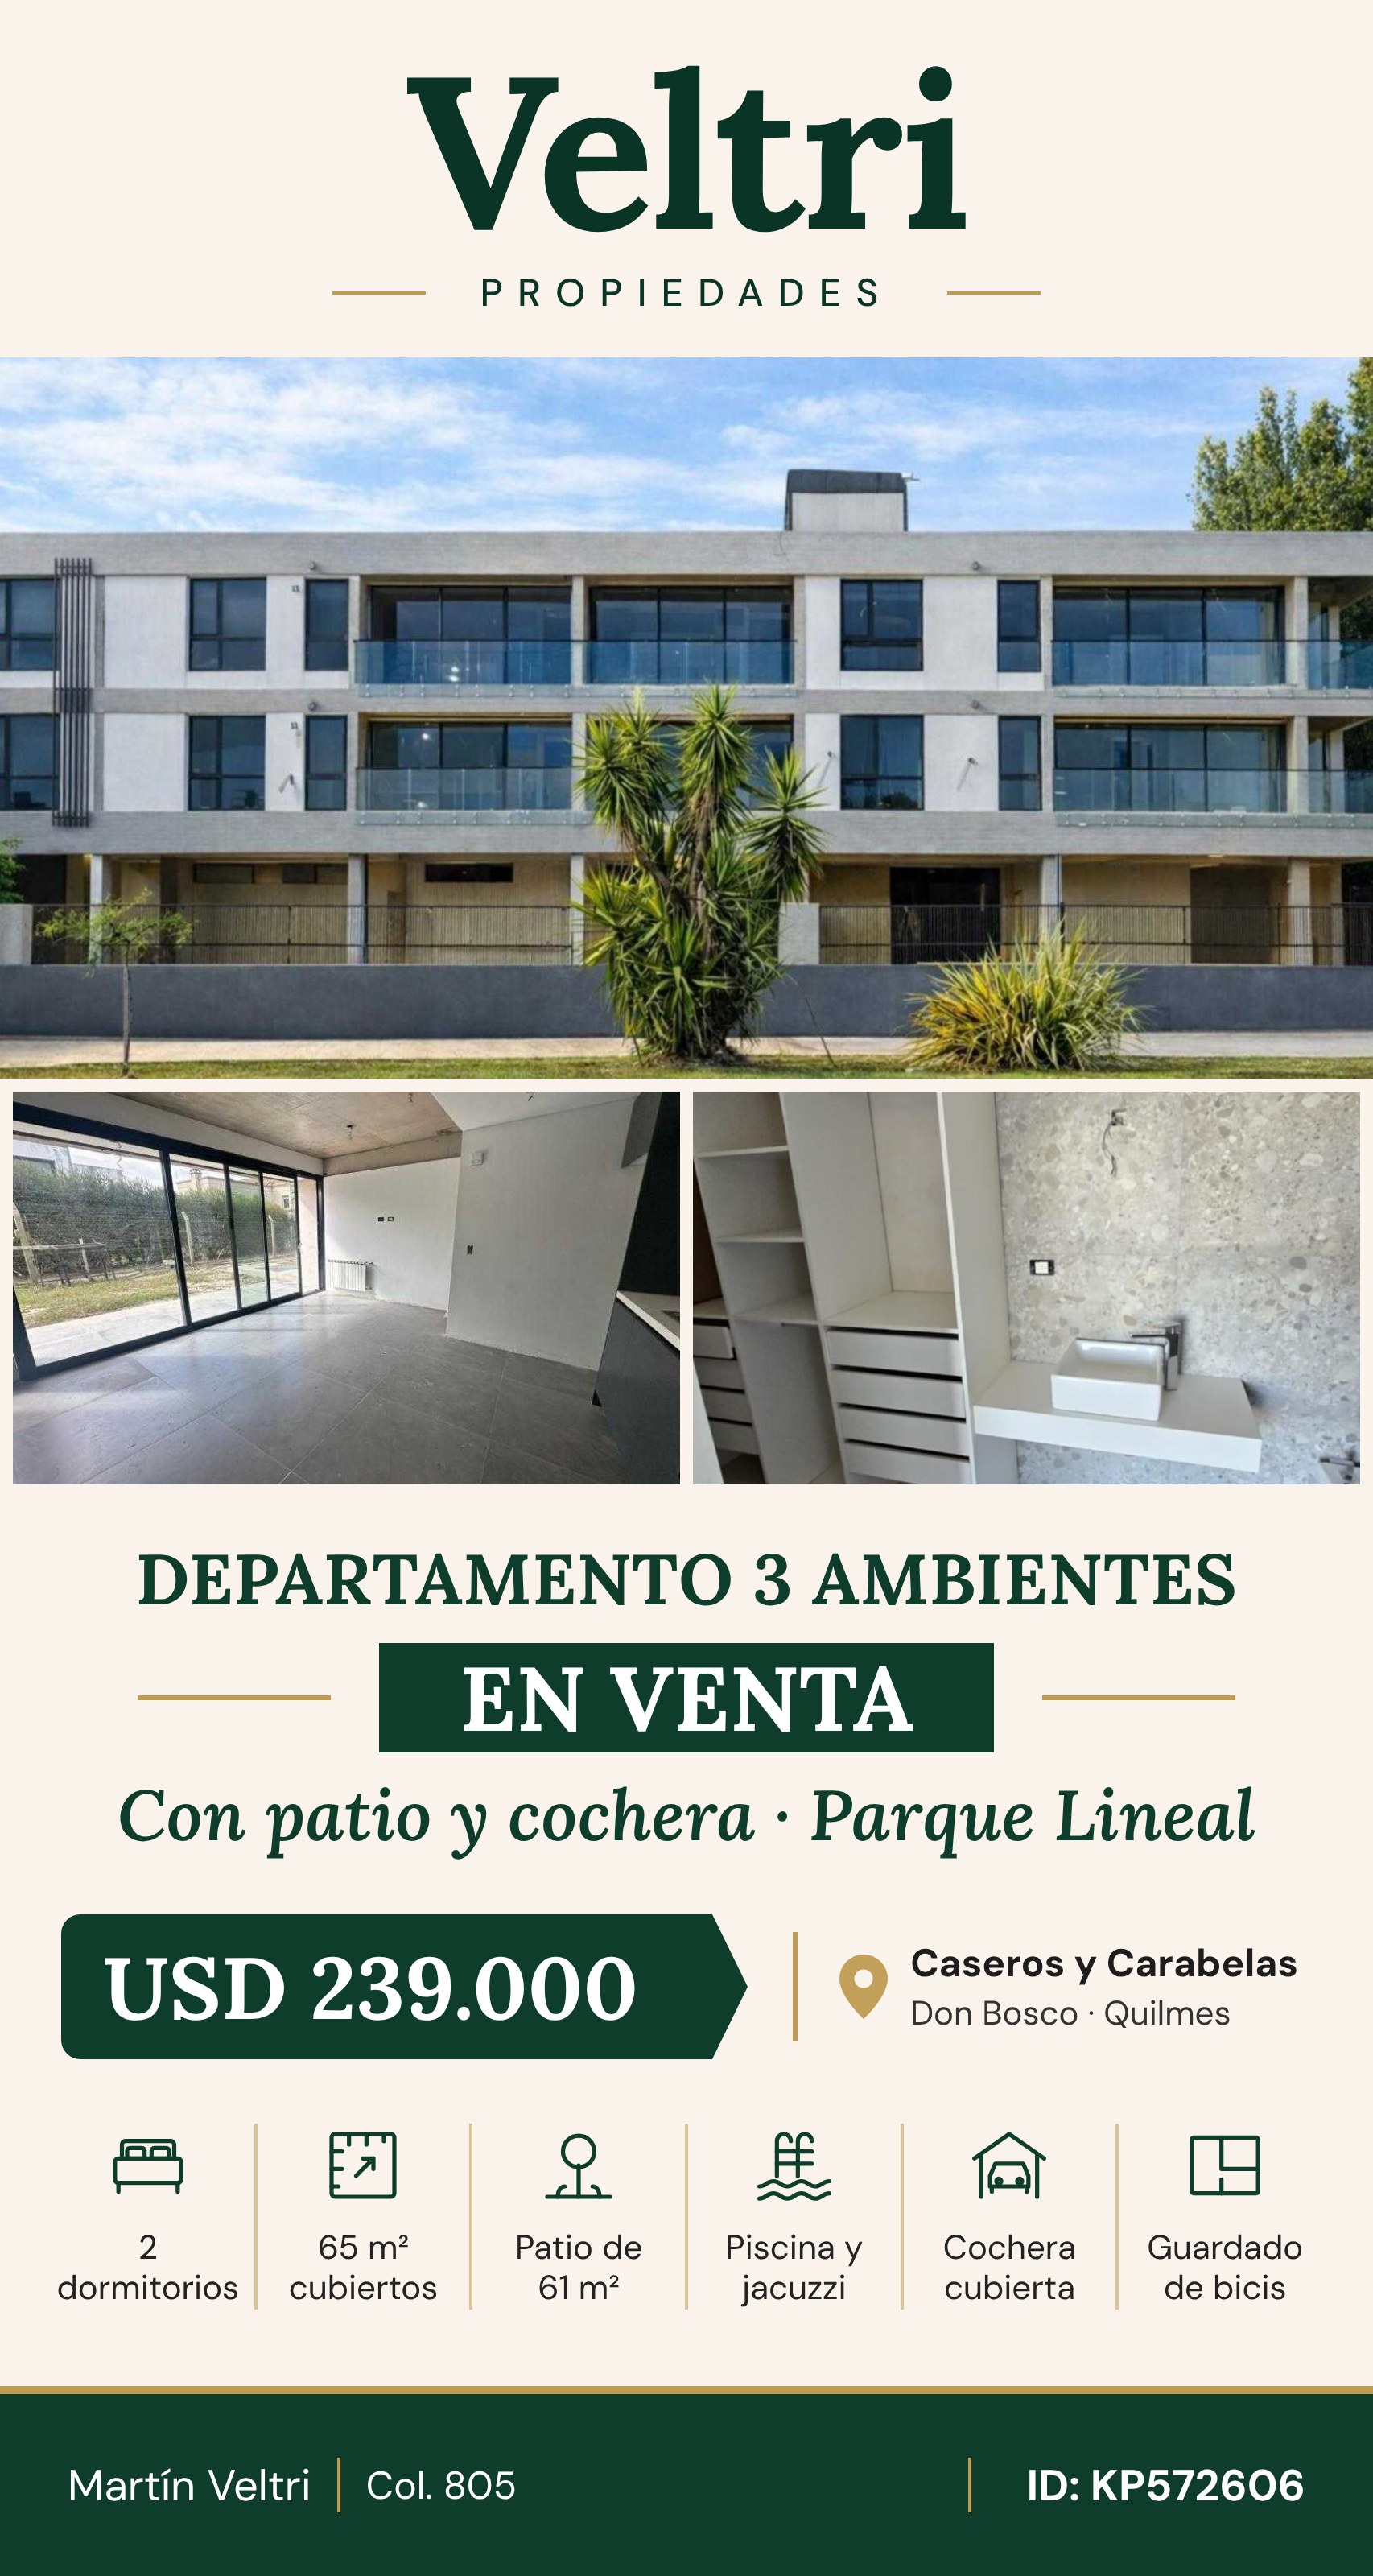 Veltri
PROPIEDADES
DEPARTAMENTO 3 AMBIENTES
EN VENTA
Con patio y cochera · Parque Lineal
USD 239.000
Caseros y Carabelas
Don Bosco · Quilmes
2
dormitorios
65 m²
cubiertos
Patio de
61 m²
Piscina y
jacuzzi
Cochera
cubierta
Guardado
de bicis
Martín Veltri
Col. 805
ID: KP572606